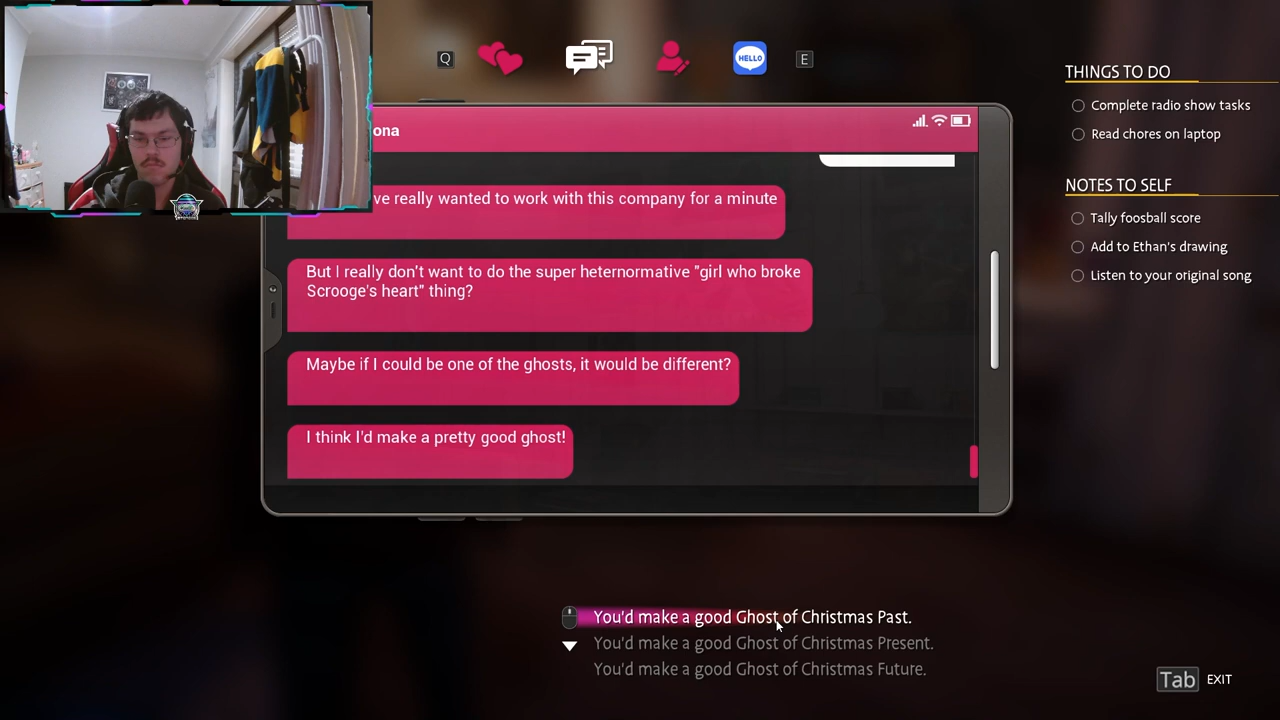 Q
HELLO
E
THINGS TO DO
Complete radio show tasks
Read chores on laptop
NOTES TO SELF
Tally foosball score
Add to Ethan's drawing
Listen to your original song
ona
ve really wanted to work with this company for a minute
But I really don't want to do the super heternormative "girl who broke
Scrooge's heart" thing?
Maybe if I could be one of the ghosts, it would be different?
I think I'd make a pretty good ghost!
You'd make a good Ghost of Christmas Past.
You'd make a good Ghost of Christmas Present.
You'd make a good Ghost of Christmas Future.
Tab EXIT